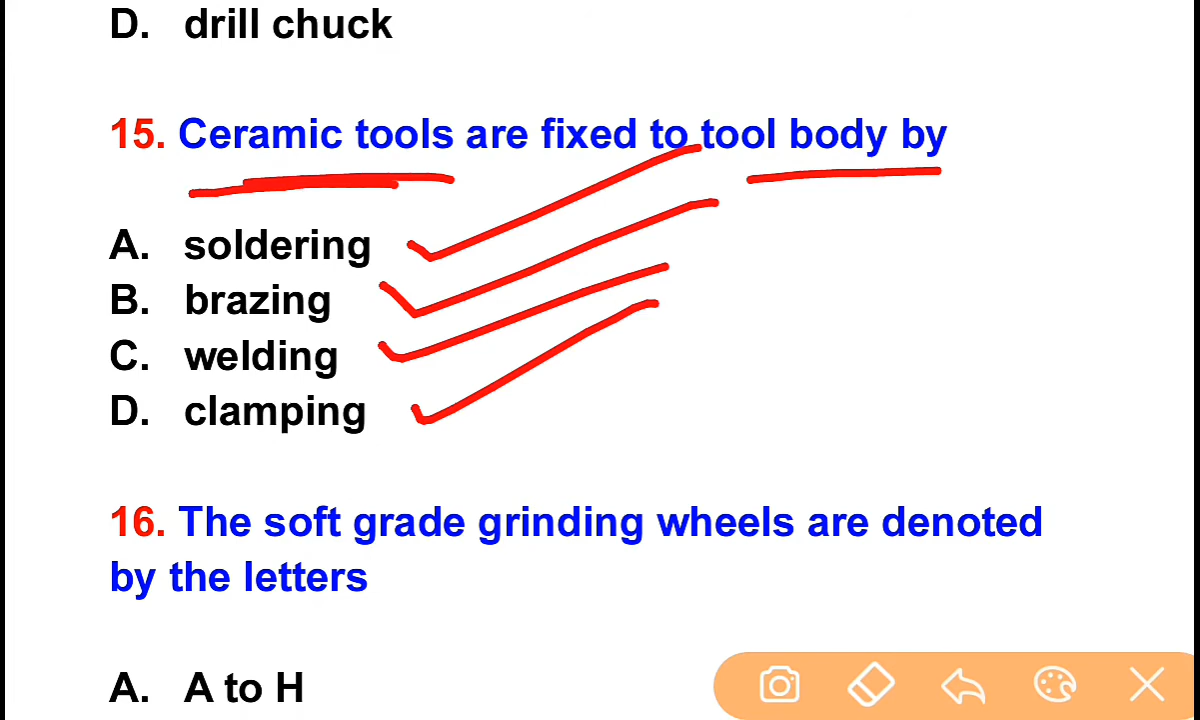 D. drill chuck
15. Ceramic tools are fixed to tool body by
A. soldering
B. brazing
C. welding
D. clamping
16. The soft grade grinding wheels are denoted
by the letters
A. A to H